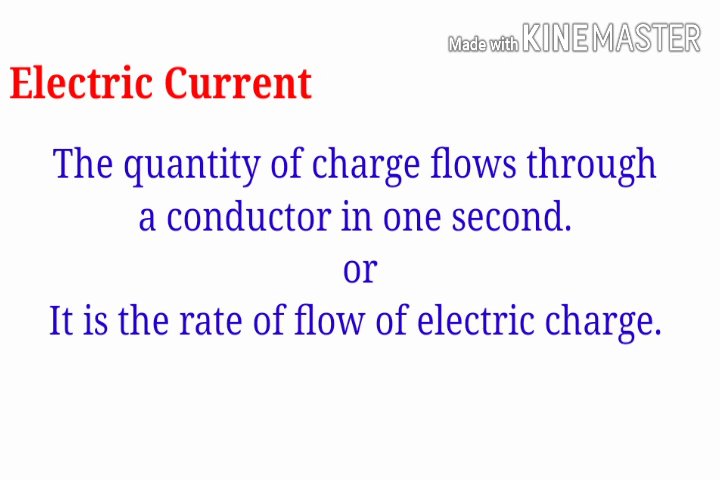 Made with KINEMASTER
Electric Current
The quantity of charge flows through
a conductor in one second.
or
It is the rate of flow of electric charge.